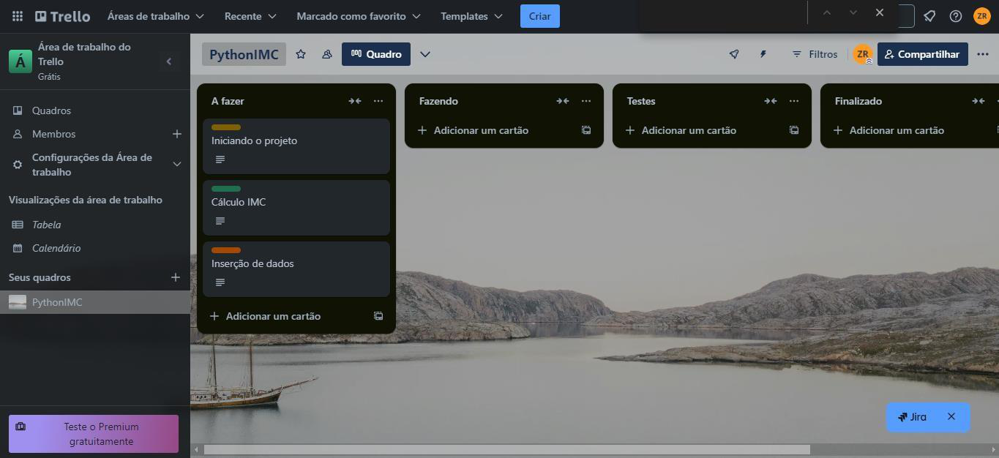 Trello
Áreas de trabalho
Recente
Marcado como favorito
Templates
Criar
ZR
Á
Área de trabalho do
Trello
Grátis
PythonIMC
Quadro
Filtros
ZR
Compartilhar
Quadros
Membros
Configurações da Área de
trabalho
Visualizações da área de trabalho
Tabela
Calendário
Seus quadros
PythonIMC
Teste o Premium
gratuitamente
A fazer
Iniciando o projeto
Cálculo IMC
Inserção de dados
Adicionar um cartão
Fazendo
Adicionar um cartão
Testes
Adicionar um cartão
Finalizado
Adicionar um cartão
Jira